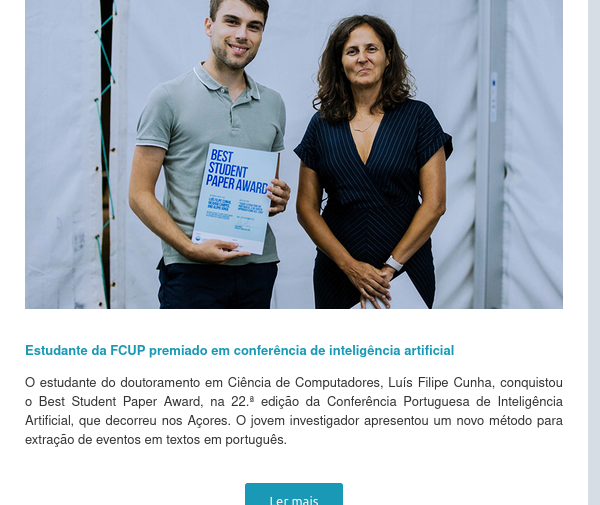 BEST
STUDENT
PAPER AWARD
Estudante da FCUP premiado em conferência de inteligência artificial
O estudante do doutoramento em Ciência de Computadores, Luís Filipe Cunha, conquistou
o Best Student Paper Award, na 22.ª edição da Conferência Portuguesa de Inteligência
Artificial, que decorreu nos Açores. O jovem investigador apresentou um novo método para
extração de eventos em textos em português.
Ler mais